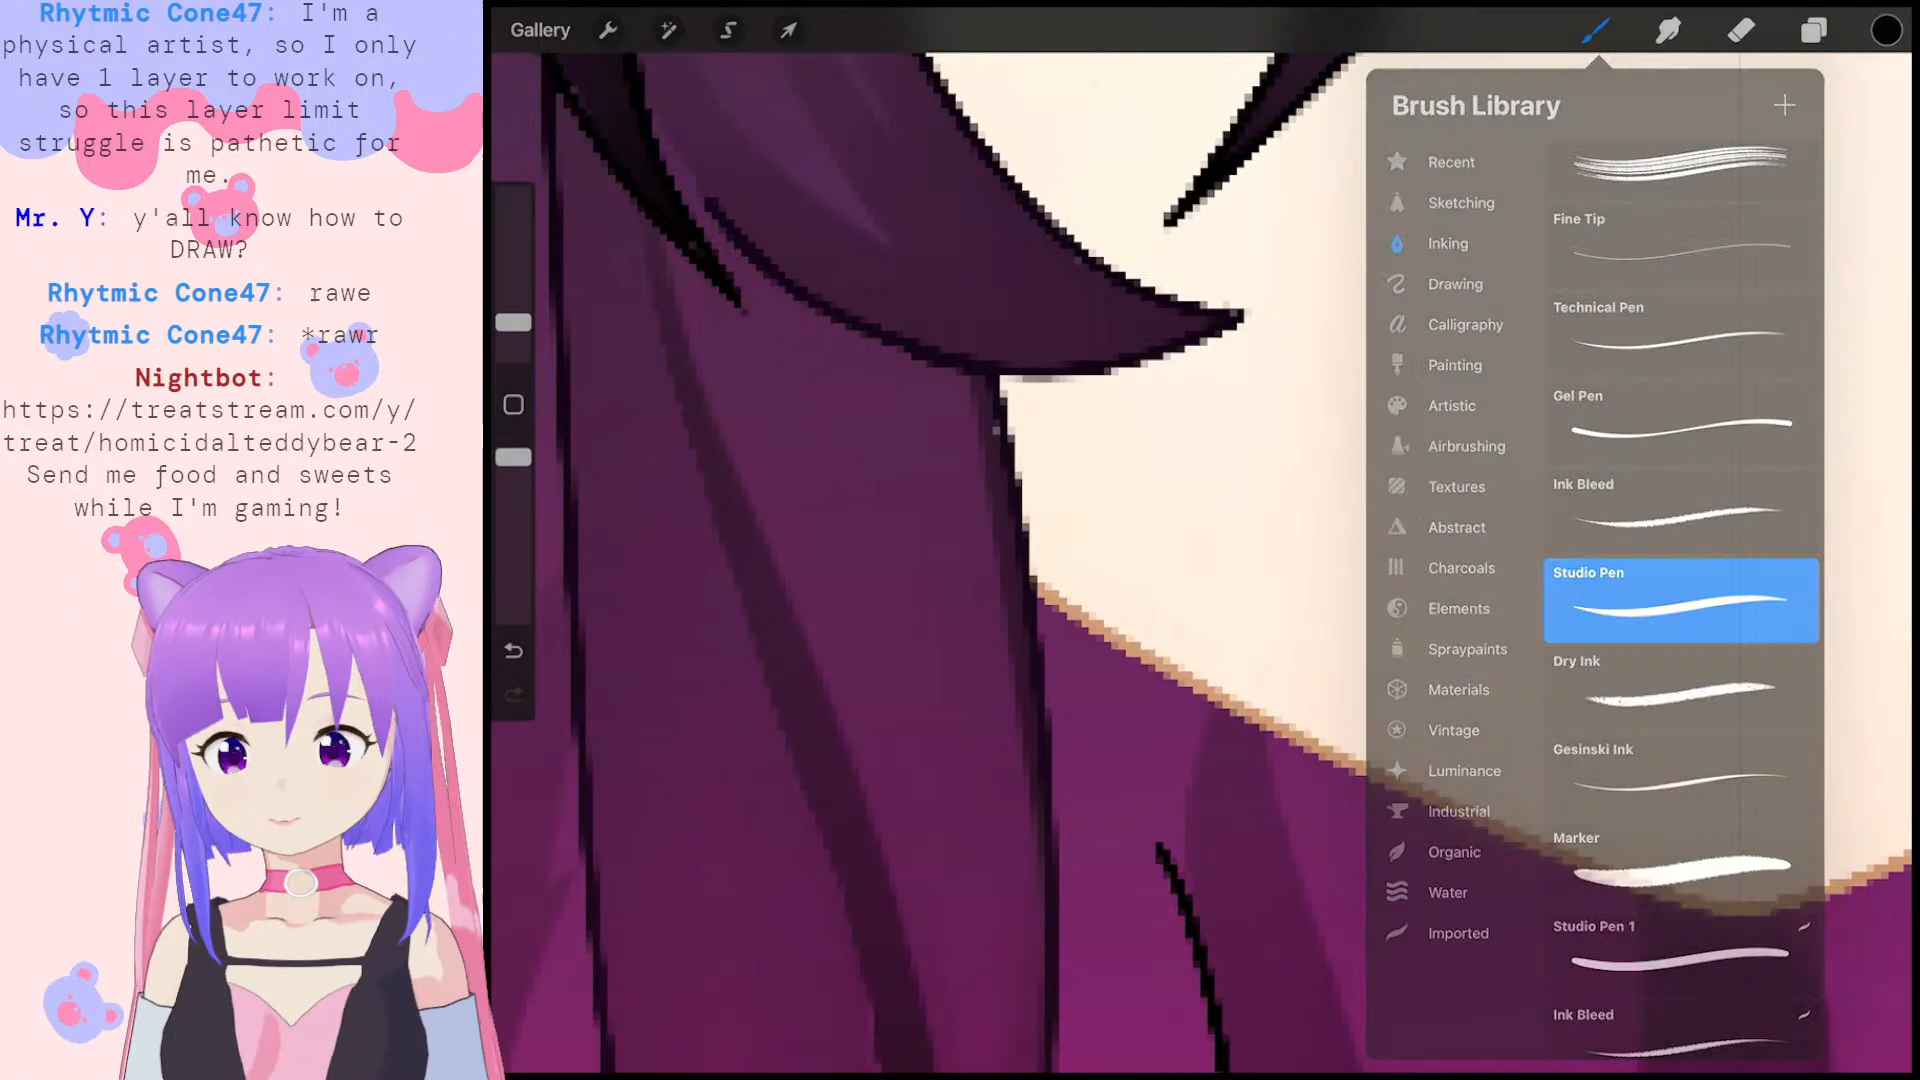 Rhytmic Cone47: I'm a
physical artist, so I only
have 1 layer to work on,
so this layer limit
struggle is pathetic for
me.
Mr. Y: y'all know how to
DRAW?
Rhytmic Cone47: rawe
Rhytmic Cone47: *rawr
Nightbot:
https://treatstream.com/y/
treat/homicidalteddybear-2
Send me food and sweets
while I'm gaming!
Gallery
Brush Library
Recent
Sketching
Inking
Drawing
Calligraphy
Painting
Artistic
Airbrushing
Textures
Abstract
Charcoals
Elements
Spraypaints
Materials
Vintage
Luminance
Industrial
Organic
Water
Imported
Fine Tip
Technical Pen
Gel Pen
Ink Bleed
Studio Pen
Dry Ink
Gesinski Ink
Marker
Studio Pen 1
Ink Bleed